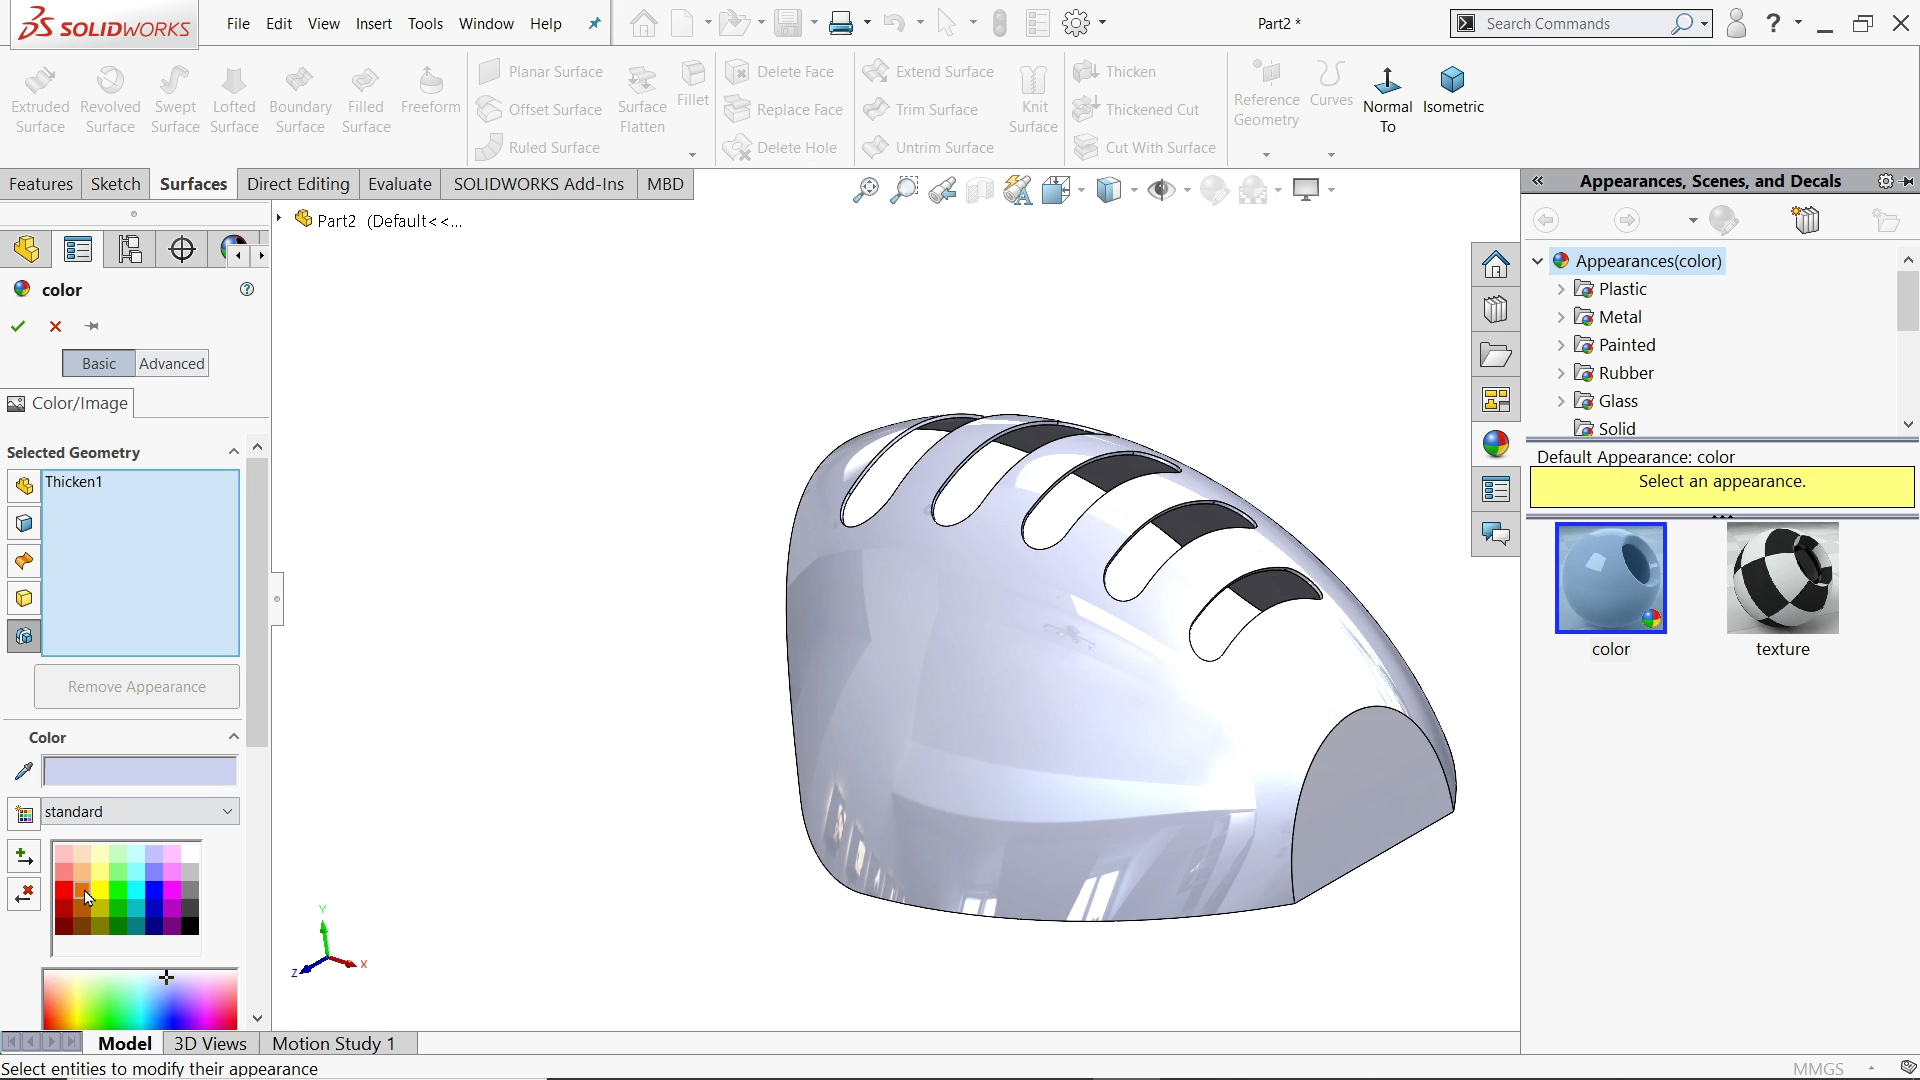 SOLIDWORKS File Edit View Insert Tools Window Help Part2 * Search Commands ?
Extruded Surface
Revolved Surface
Swept Surface
Lofted Surface
Boundary Surface
Filled Surface
Freeform
Planar Surface
Offset Surface
Ruled Surface
Surface Flatten
Fillet
Delete Face
Replace Face
Delete Hole
Extend Surface
Trim Surface
Untrim Surface
Knit Surface
Thicken
Thickened Cut
Cut With Surface
Reference Geometry
Curves
Normal To
Isometric
Features Sketch Surfaces Direct Editing Evaluate SOLIDWORKS Add-Ins MBD
Part2 (Default<<...
color
Basic Advanced
Color/Image
Selected Geometry
Thicken1
Remove Appearance
Color
standard
Y
Z
X
Appearances, Scenes, and Decals
Appearances(color)
Plastic
Metal
Painted
Rubber
Glass
Solid
Default Appearance: color
Select an appearance.
color texture
Model 3D Views Motion Study 1
Select entities to modify their appearance MMGS